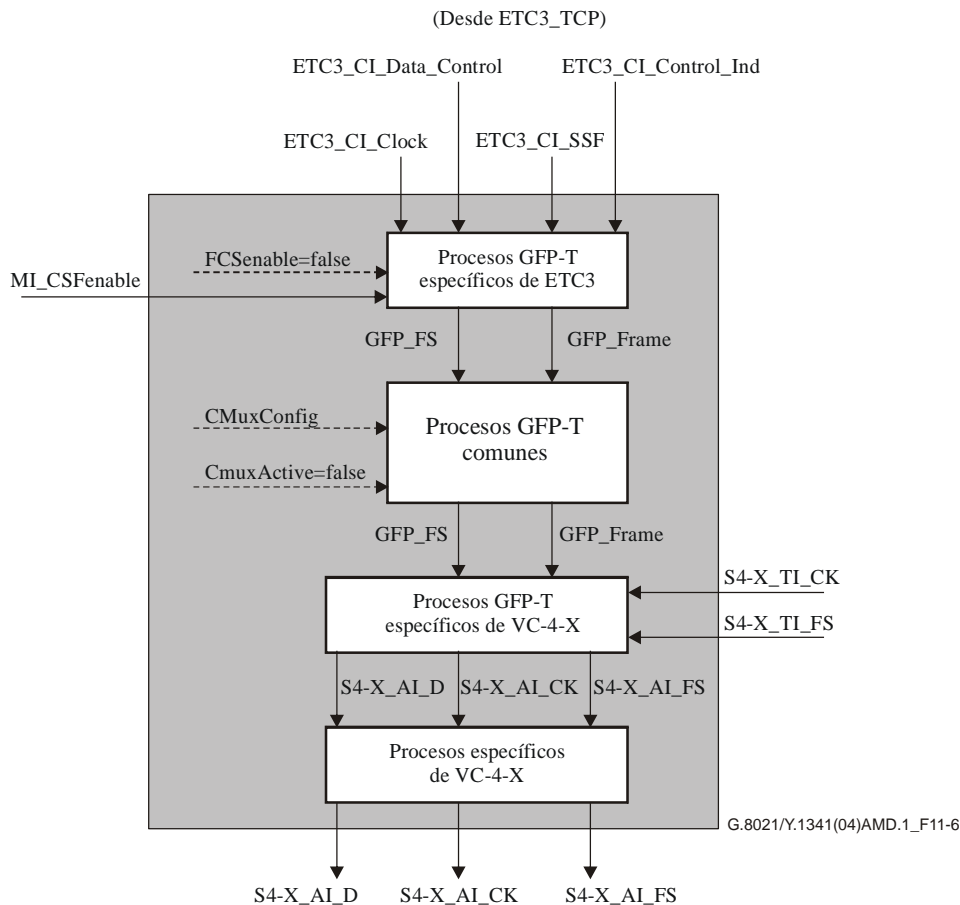 (Desde ETC3_TCP)
ETC3_CI_Data_Control
ETC3_CI_Control_Ind
ETC3_CI_Clock
ETC3_CI_SSF
FCSenable=false
MI_CSFenable
Procesos GFP-T
específicos de ETC3
GFP_FS
GFP_Frame
CMuxConfig
CmuxActive=false
Procesos GFP-T
comunes
GFP_FS
GFP_Frame
Procesos GFP-T
específicos de VC-4-X
S4-X_TI_CK
S4-X_TI_FS
S4-X_AI_D
S4-X_AI_CK
S4-X_AI_FS
Procesos específicos
de VC-4-X
G.8021/Y.1341(04)AMD.1_F11-6
S4-X_AI_D
S4-X_AI_CK
S4-X_AI_FS